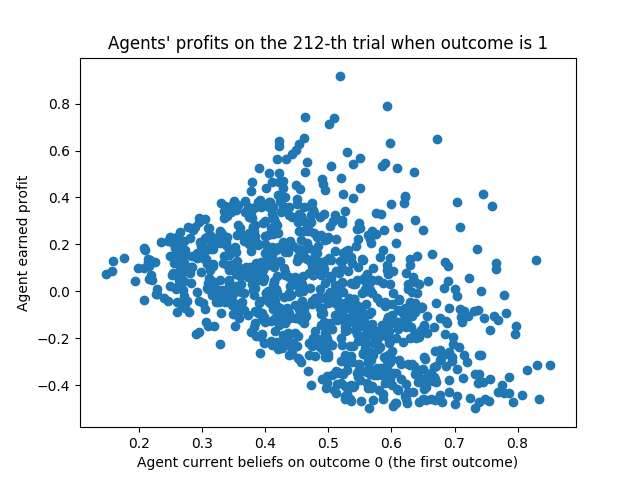 Agents' profits on the 212-th trial when outcome is 1
Agent earned profit
0.8
0.6
0.4
0.2
0.0
−0.2
−0.4
0.2 0.3 0.4 0.5 0.6 0.7 0.8
Agent current beliefs on outcome 0 (the first outcome)